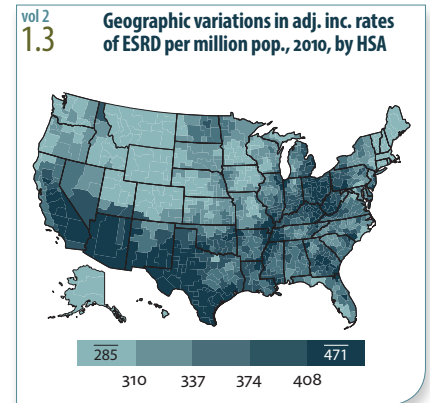 vol 2
1.3
Geographic variations in adj. inc. rates
of ESRD per million pop., 2010, by HSA
285 471
310 337 374 408